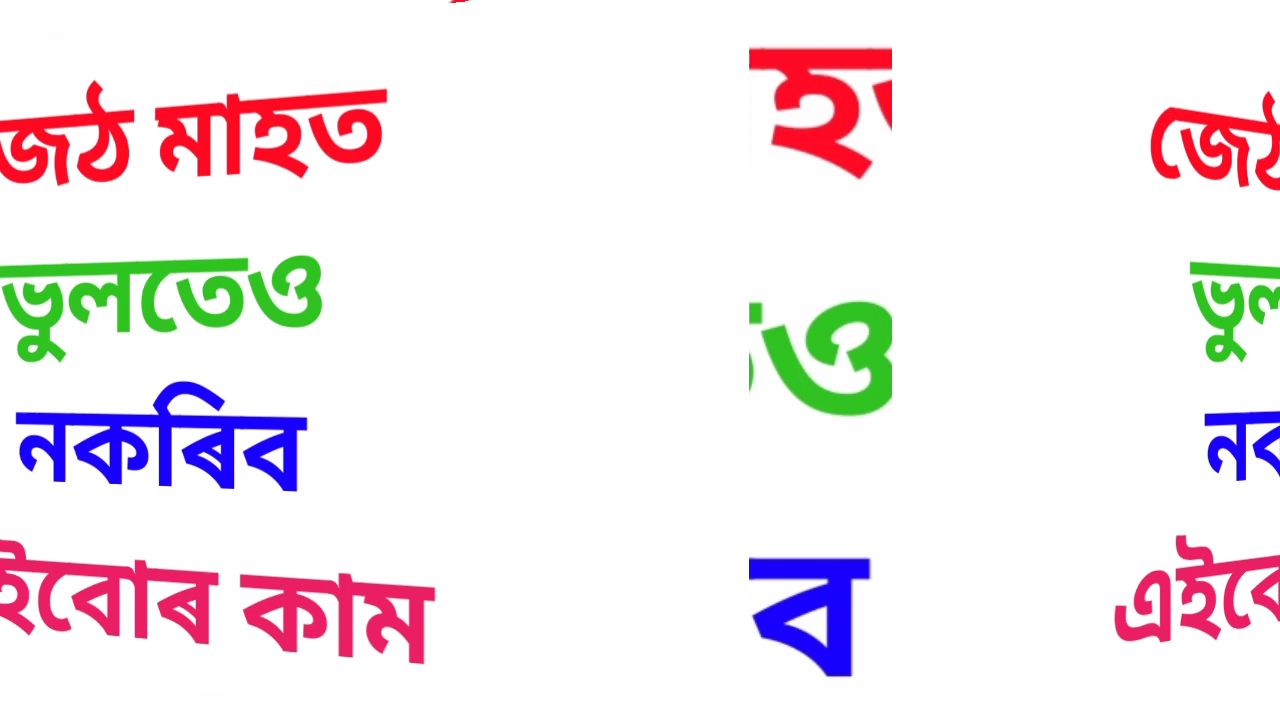 জেঠ মাহত
ভুলতেও
নকৰিব
এইবোৰ কাম